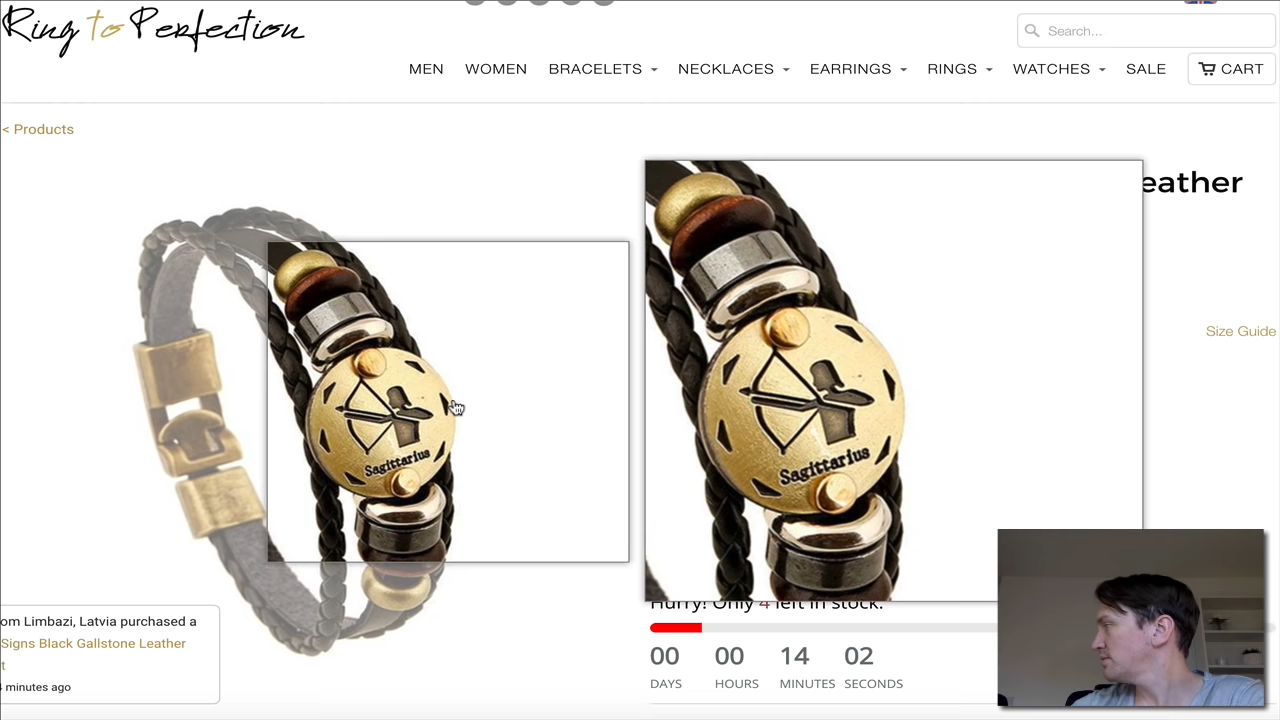 Ring to Perfection
Search...
MEN WOMEN BRACELETS NECKLACES EARRINGS RINGS WATCHES SALE CART
< Products
eather
Size Guide
Sagittarius
Sagittarius
Hurry! Only 4 left in stock.
00 00 14 02
DAYS HOURS MINUTES SECONDS
om Limbazi, Latvia purchased a
Signs Black Gallstone Leather
t
minutes ago